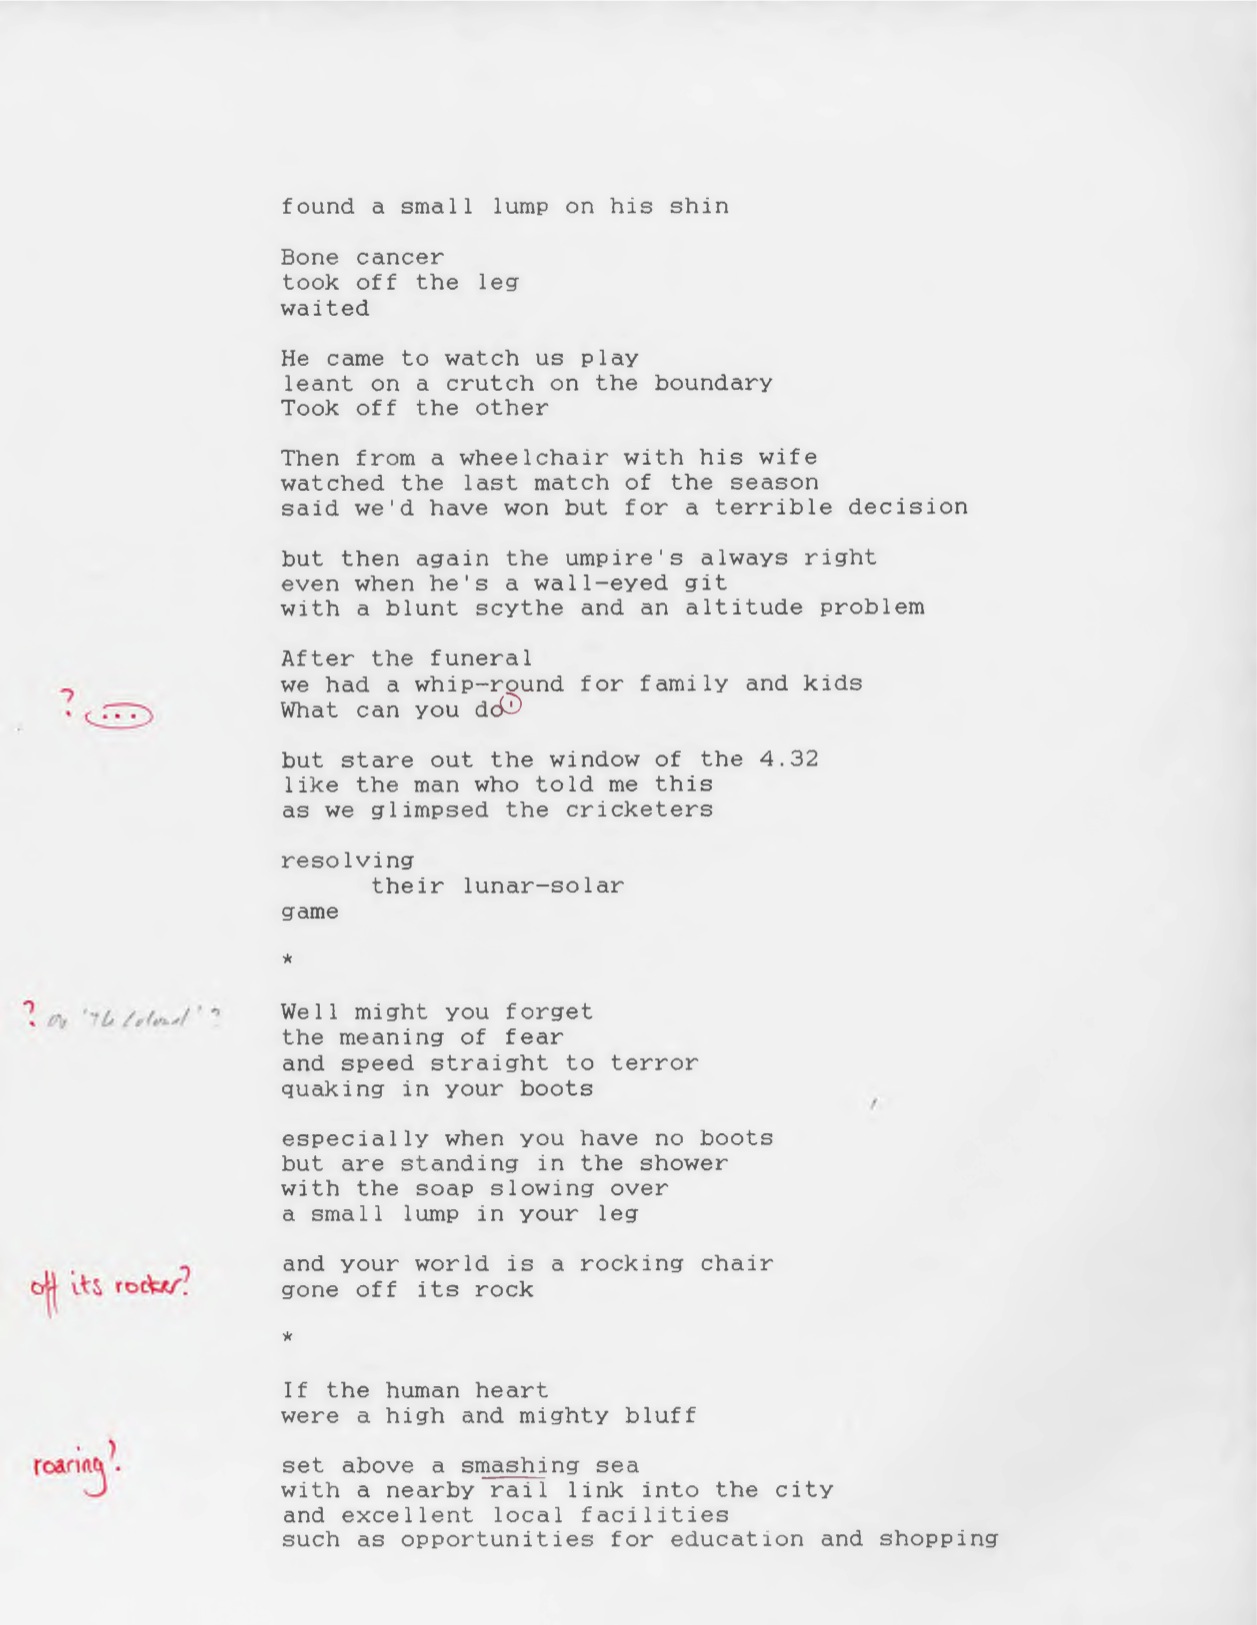 found a small lump on his shin
Bone cancer
took off the leg
waited
He came to watch us play
leant on a crutch on the boundary
Took off the other
Then from a wheelchair with his wife
watched the last match of the season
said we'd have won but for a terrible decision
but then again the umpire's always right
even when he's a wall-eyed git
with a blunt scythe and an altitude problem
After the funeral
we had a whip-round for family and kids
? ...
What can you do
but stare out the window of the 4.32
like the man who told me this
as we glimpsed the cricketers
resolving
their lunar-solar
game
*
? or 'The ?
Well might you forget
the meaning of fear
and speed straight to terror
quaking in your boots
especially when you have no boots
but are standing in the shower
with the soap slowing over
a small lump in your leg
and your world is a rocking chair
off its rocker?
gone off its rock
*
If the human heart
were a high and mighty bluff
roaring?
set above a smashing sea
with a nearby rail link into the city
and excellent local facilities
such as opportunities for education and shopping